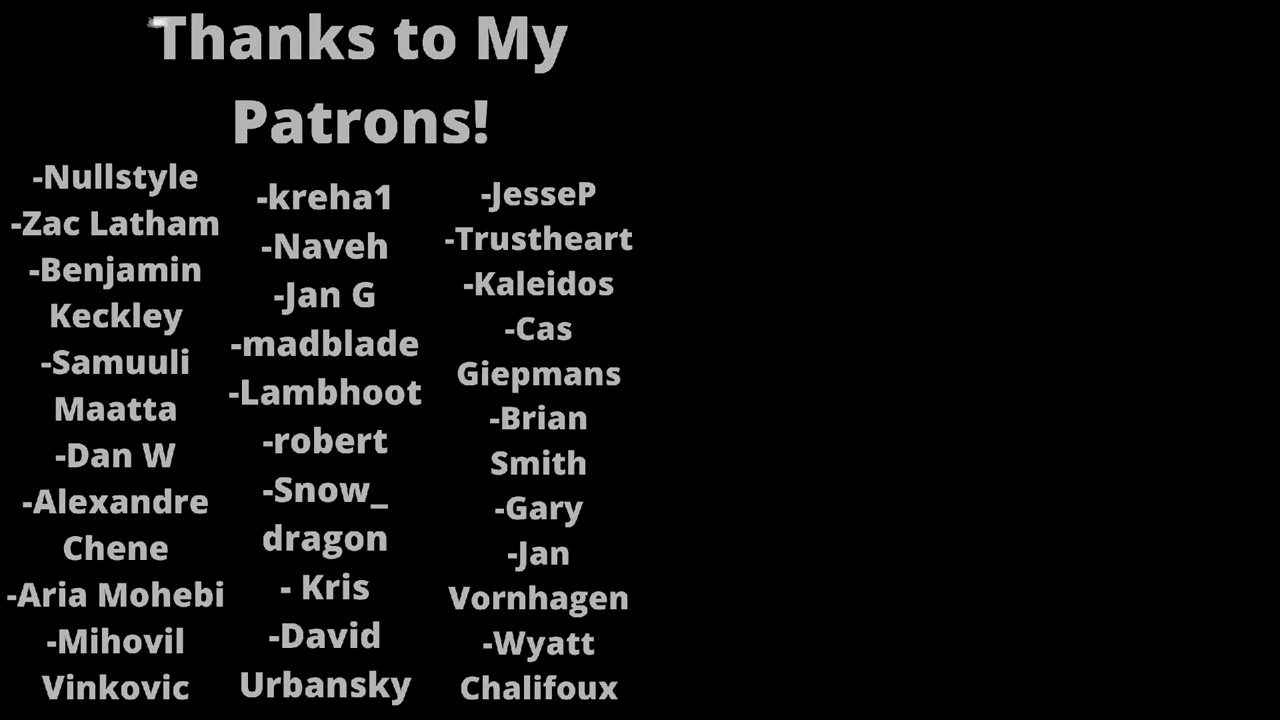 Thanks to My
Patrons!
-Nullstyle
-Zac Latham
-Benjamin
Keckley
-Samuuli
Maatta
-Dan W
-Alexandre
Chene
-Aria Mohebi
-Mihovil
Vinkovic
-kreha1
-Naveh
-Jan G
-madblade
-Lambhoot
-robert
-Snow_
dragon
- Kris
-David
Urbansky
-JesseP
-Trustheart
-Kaleidos
-Cas
Giepmans
-Brian
Smith
-Gary
-Jan
Vornhagen
-Wyatt
Chalifoux